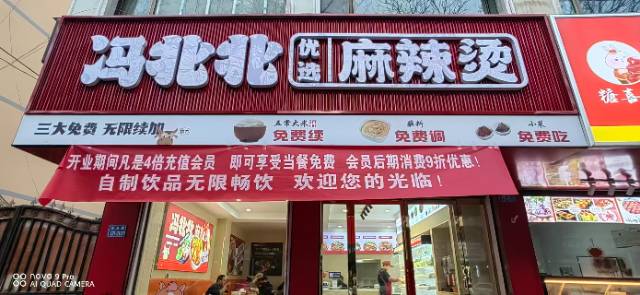 冯北北 优选 麻辣烫
三大免费 无限续加
五常大米 免费续
蘸料 免费调
小菜 免费吃
开业期间凡是4倍充值会员 即可享受当餐免费 会员后期消费9折优惠!
自制饮品无限畅饮 欢迎您的光临!
冯北北
nova 9 Pro
AI QUAD CAMERA